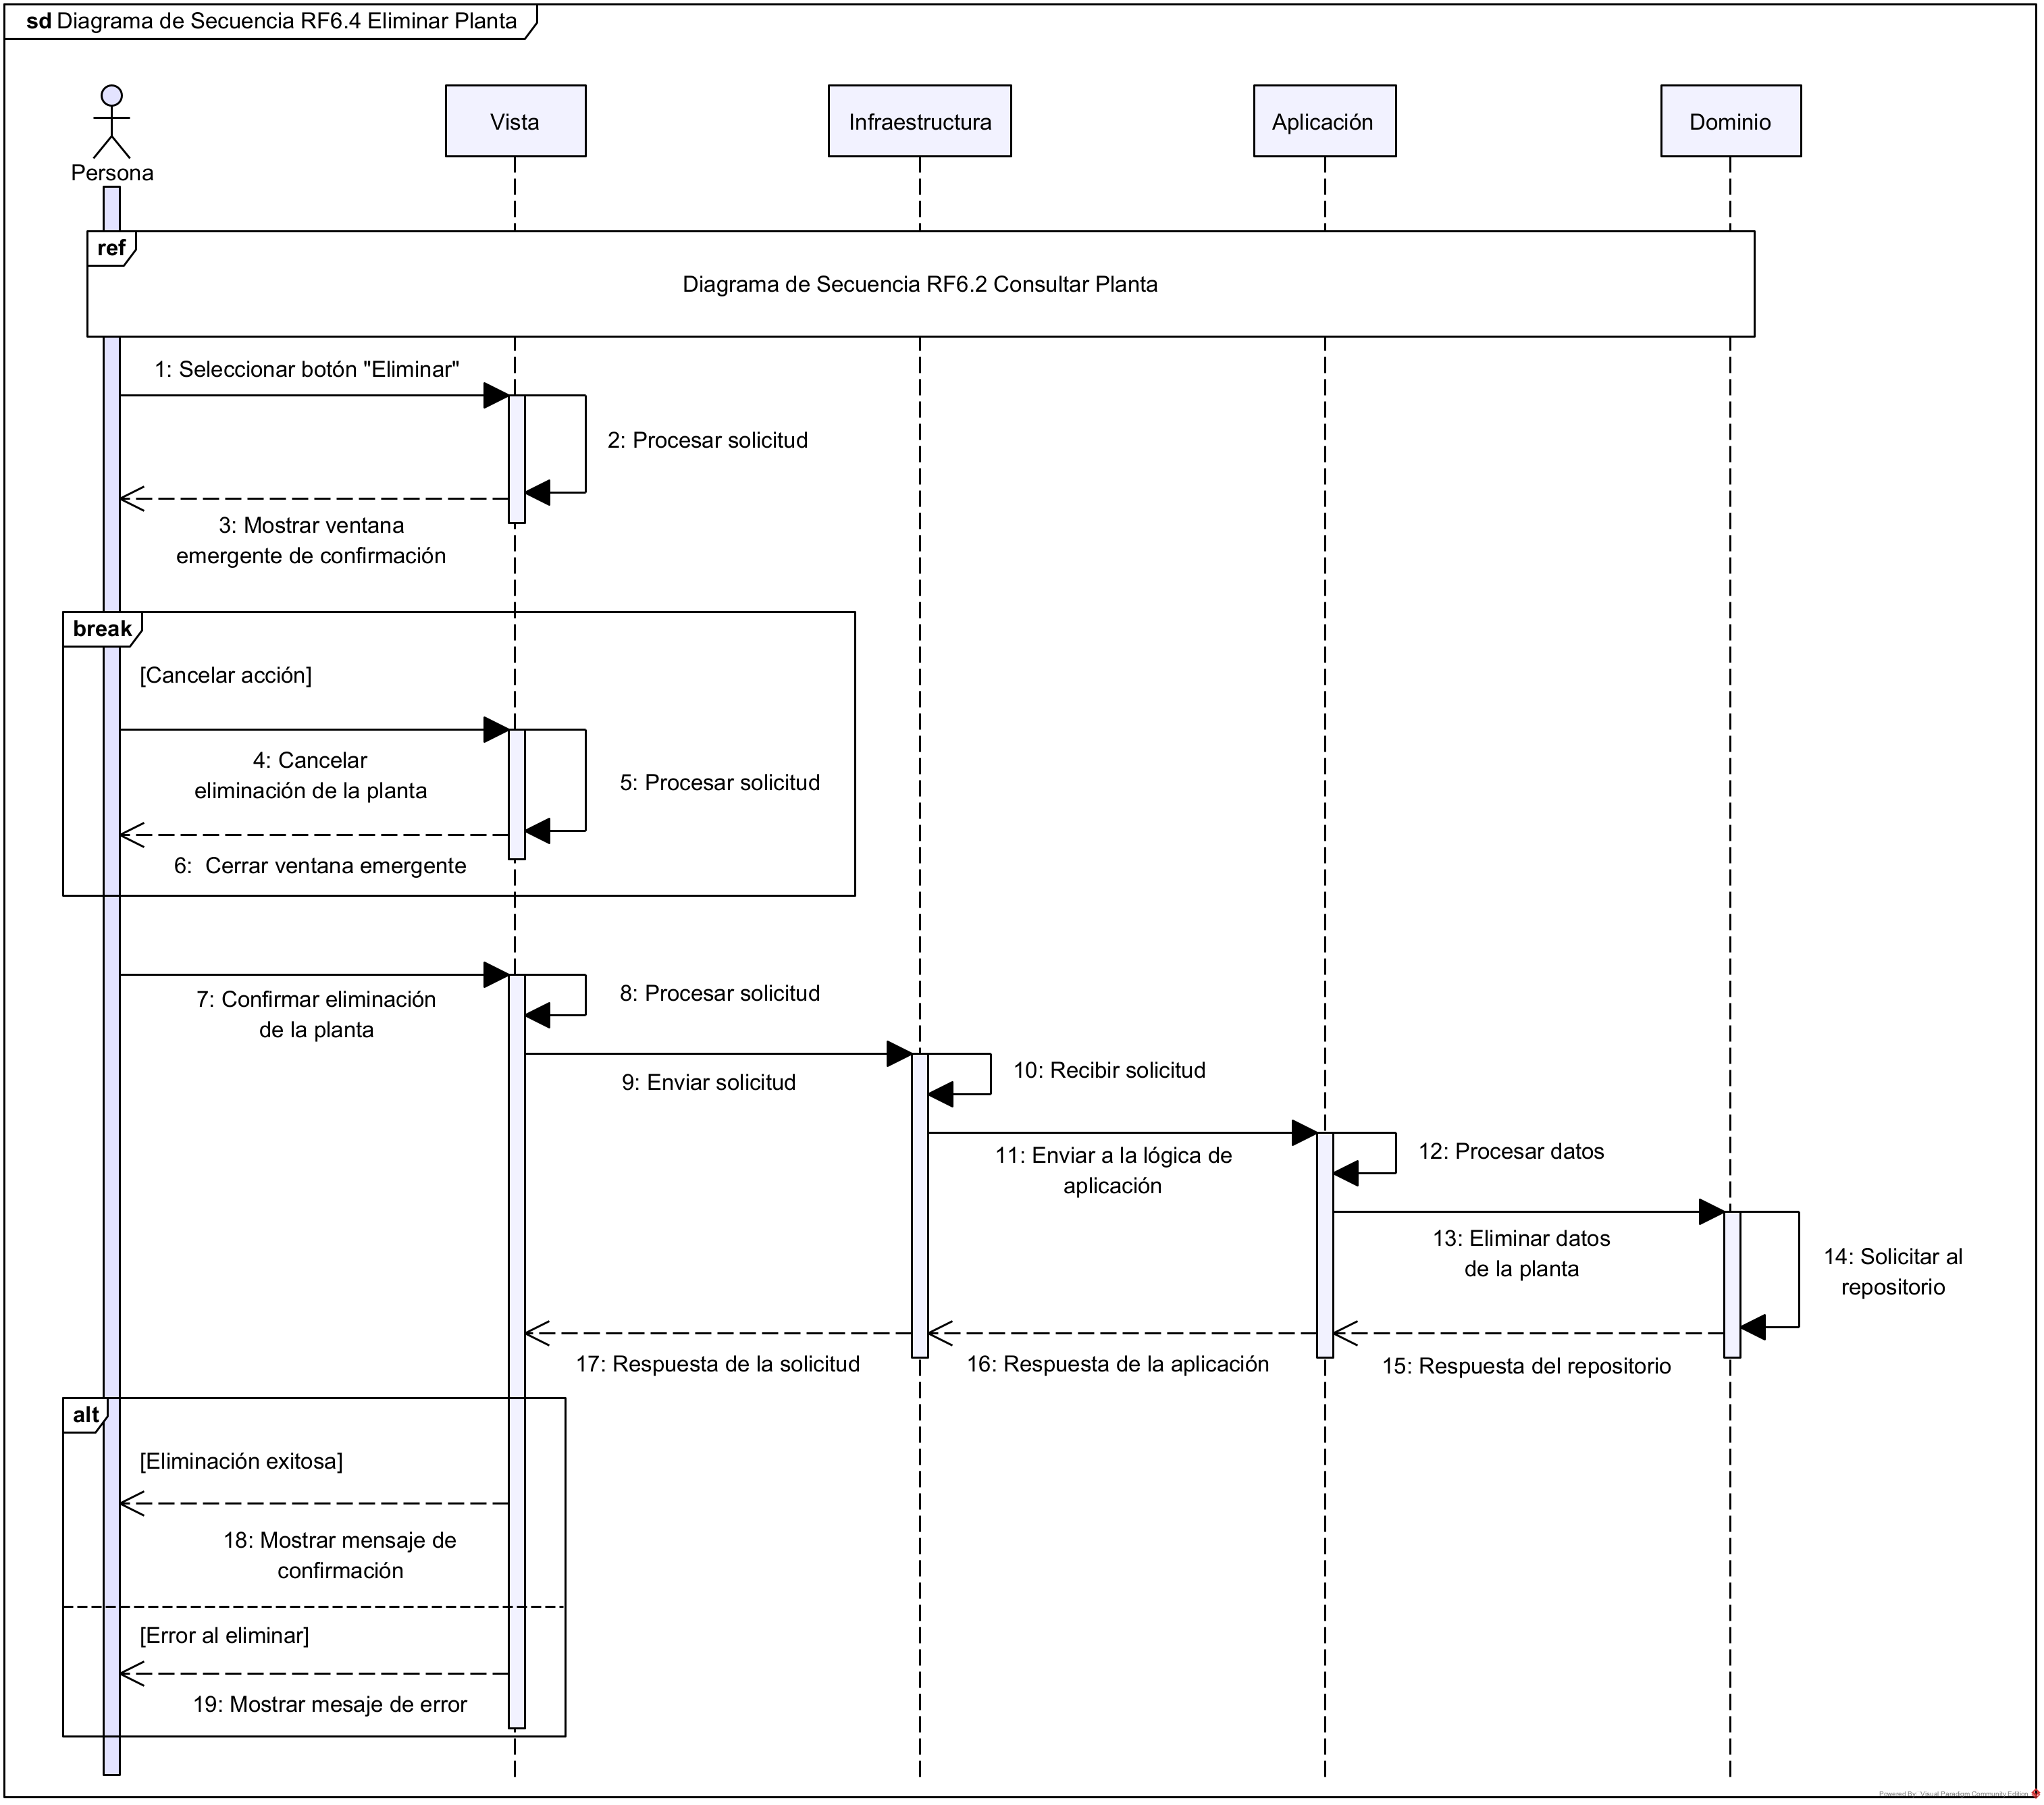 sd Diagrama de Secuencia RF6.4 Eliminar Planta
Persona
Vista
Infraestructura
Aplicación
Dominio
ref
Diagrama de Secuencia RF6.2 Consultar Planta
1: Seleccionar botón "Eliminar"
2: Procesar solicitud
3: Mostrar ventana
emergente de confirmación
break
[Cancelar acción]
4: Cancelar
eliminación de la planta
5: Procesar solicitud
6:  Cerrar ventana emergente
7: Confirmar eliminación
de la planta
8: Procesar solicitud
9: Enviar solicitud
10: Recibir solicitud
11: Enviar a la lógica de
aplicación
12: Procesar datos
13: Eliminar datos
de la planta
14: Solicitar al
repositorio
17: Respuesta de la solicitud
16: Respuesta de la aplicación
15: Respuesta del repositorio
alt
[Eliminación exitosa]
18: Mostrar mensaje de
confirmación
[Error al eliminar]
19: Mostrar mesaje de error
Powered By: Visual Paradigm Community Edition